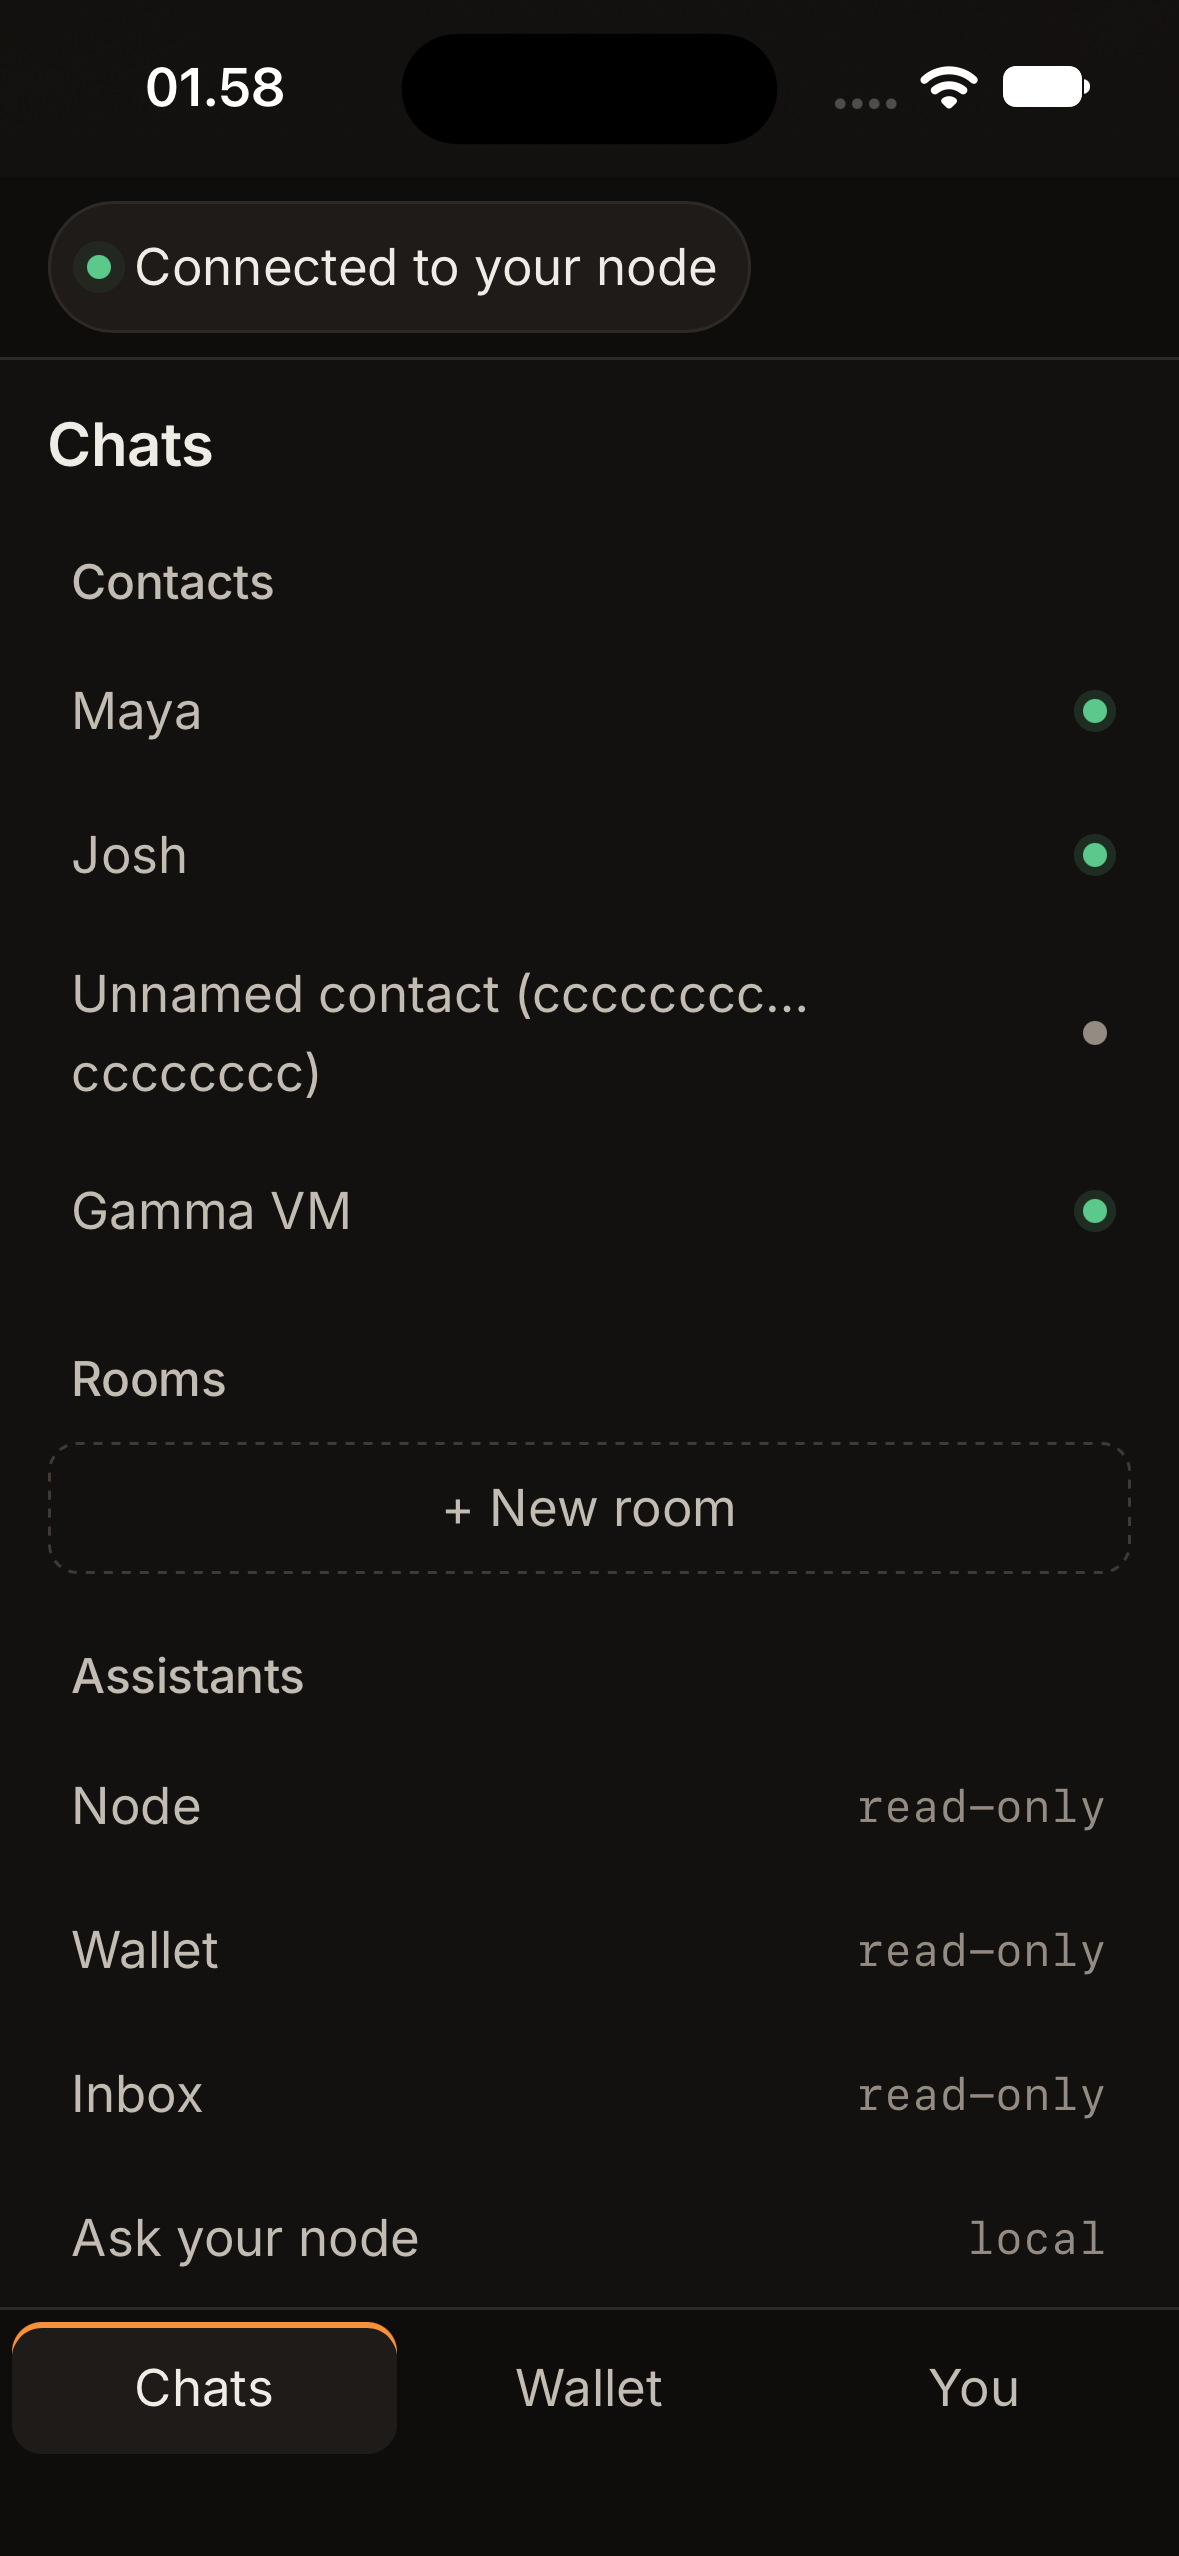 01.58
Connected to your node
Chats
Contacts
Maya
Josh
Unnamed contact (cccccccc…
cccccccc)
Gamma VM
Rooms
+ New room
Assistants
Node read-only
Wallet read-only
Inbox read-only
Ask your node local
Chats Wallet You